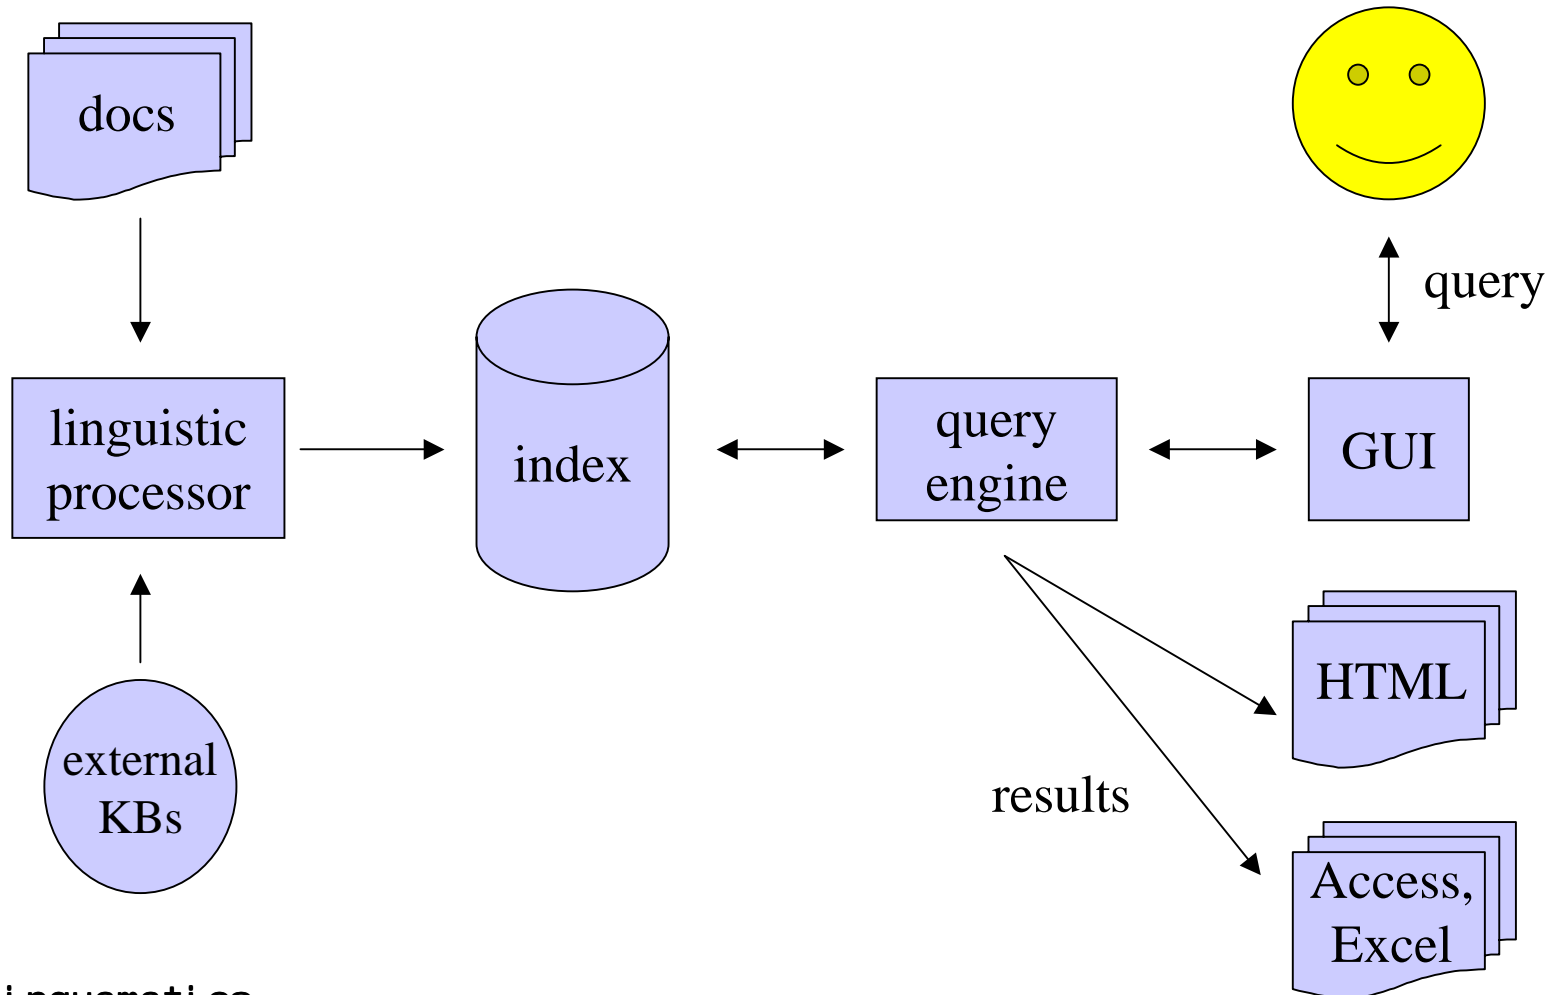 docs
query
linguistic
processor
index
query
engine
GUI
external
KBs
HTML
results
Access,
Excel